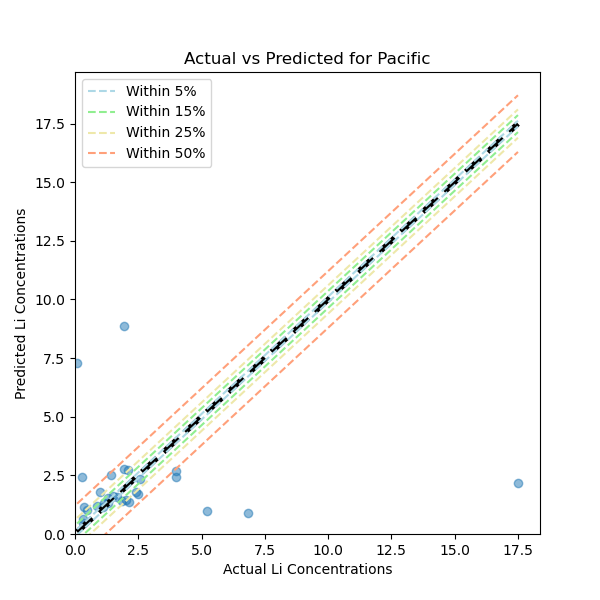 Actual vs Predicted for Pacific
Within 5%
Within 15%
Within 25%
Within 50%
Predicted Li Concentrations
17.5
15.0
12.5
10.0
7.5
5.0
2.5
0.0
0.0 2.5 5.0 7.5 10.0 12.5 15.0 17.5
Actual Li Concentrations